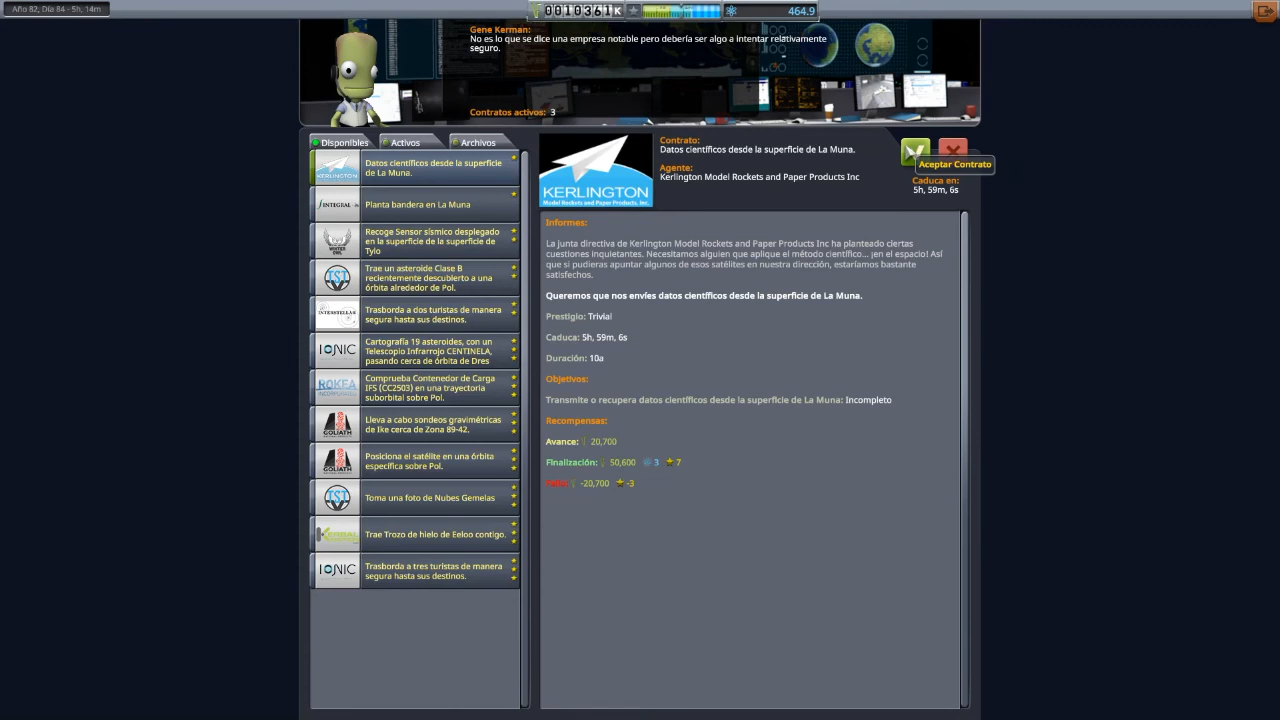 Año 82, Día 84 - 5h, 14m
0010361K
464.9
Gene Kerman:
No es lo que se dice una empresa notable pero debería ser algo a intentar relativamente
seguro.
Contratos activos: 3
Disponibles
Activos
Archivos
Datos científicos desde la superficie
de La Muna.
Planta bandera en La Muna
Recoge Sensor sísmico desplegado
en la superficie de la superficie de
Tylo
Trae un asteroide Clase B
recientemente descubierto a una
órbita alrededor de Pol.
Trasborda a dos turistas de manera
segura hasta sus destinos.
Cartografía 19 asteroides, con un
Telescopio Infrarrojo CENTINELA,
pasando cerca de órbita de Dres
Comprueba Contenedor de Carga
IFS (CC2503) en una trayectoria
suborbital sobre Pol.
Lleva a cabo sondeos gravimétricas
de Ike cerca de Zona 89-42.
Posiciona el satélite en una órbita
específica sobre Pol.
Toma una foto de Nubes Gemelas
Trae Trozo de hielo de Eeloo contigo.
Trasborda a tres turistas de manera
segura hasta sus destinos.
KERLINGTON
INTEGRAL
WINTER
OWL
INTERSTELLAR
IONIC
ROKEA
INCORPORATED
GOLIATH
GOLIATH
IONIC
KERLINGTON
Model Rockets and Paper Products, Inc.
Contrato:
Datos científicos desde la superficie de La Muna.
Agente:
Kerlington Model Rockets and Paper Products Inc
Aceptar Contrato
Caduca en:
5h, 59m, 6s
Informes:
La junta directiva de Kerlington Model Rockets and Paper Products Inc ha planteado ciertas
cuestiones inquietantes. Necesitamos alguien que aplique el método científico... ¡en el espacio! Así
que si pudieras apuntar algunos de esos satélites en nuestra dirección, estaríamos bastante
satisfechos.
Queremos que nos envíes datos científicos desde la superficie de La Muna.
Prestigio: Trivial
Caduca: 5h, 59m, 6s
Duración: 10a
Objetivos:
Transmite o recupera datos científicos desde la superficie de La Muna: Incompleto
Recompensas:
Avance: 20,700
Finalización: 50,600 3 7
-20,700 -3